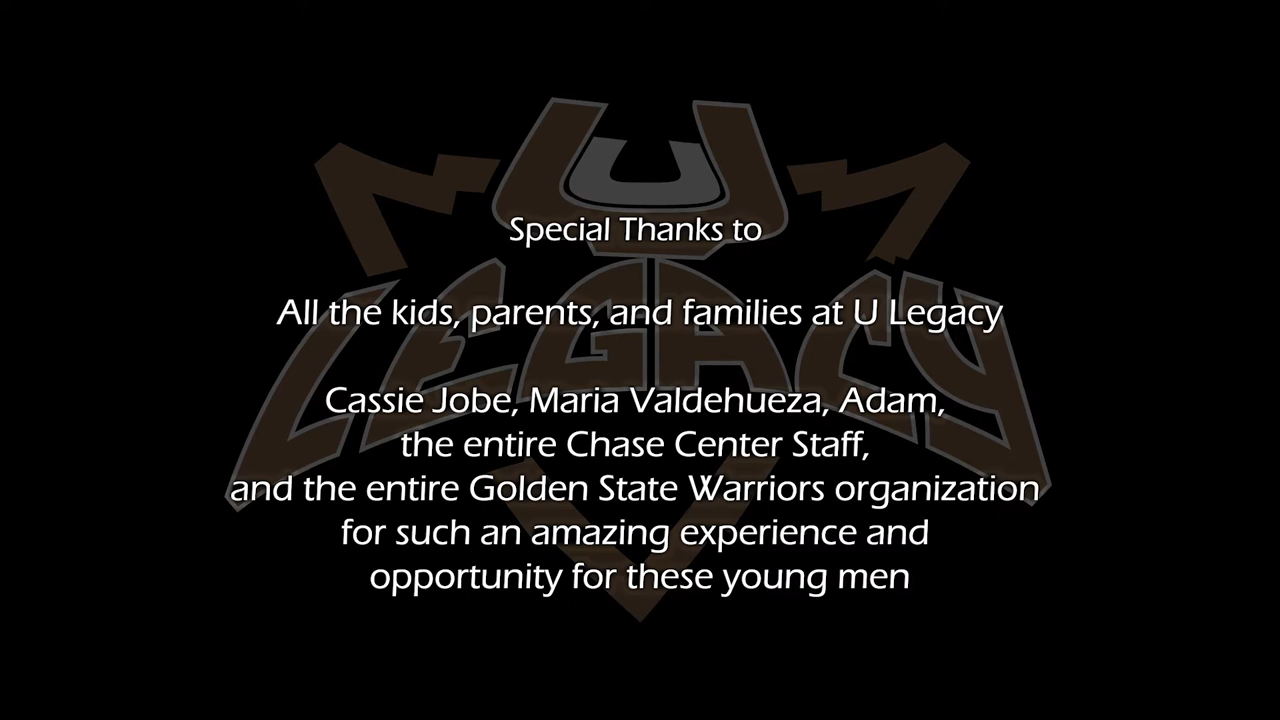 U
LEGACY
Special Thanks to
All the kids, parents, and families at U Legacy
Cassie Jobe, Maria Valdehueza, Adam,
the entire Chase Center Staff,
and the entire Golden State Warriors organization
for such an amazing experience and
opportunity for these young men